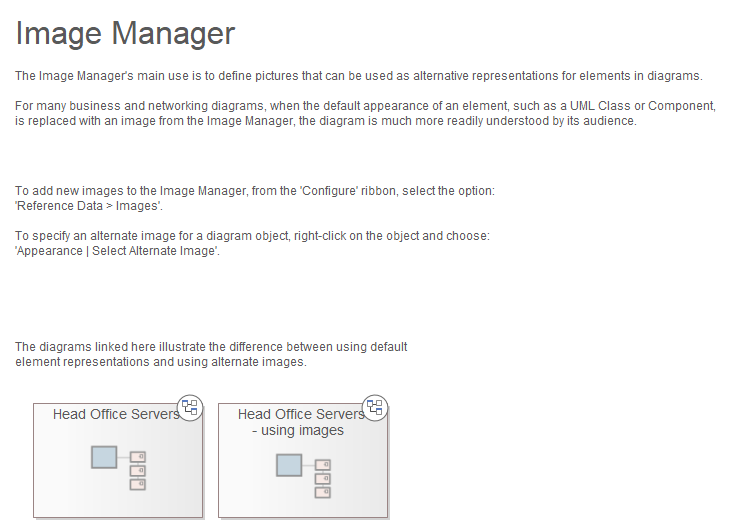 Image Manager
The Image Manager's main use is to define pictures that can be used as alternative representations for elements in diagrams.
For many business and networking diagrams, when the default appearance of an element, such as a UML Class or Component,
is replaced with an image from the Image Manager, the diagram is much more readily understood by its audience.
To add new images to the Image Manager, from the 'Configure' ribbon, select the option:
'Reference Data > Images'.
To specify an alternate image for a diagram object, right-click on the object and choose:
'Appearance | Select Alternate Image'.
The diagrams linked here illustrate the difference between using default
element representations and using alternate images.
Head Office Servers
Head Office Servers
- using images